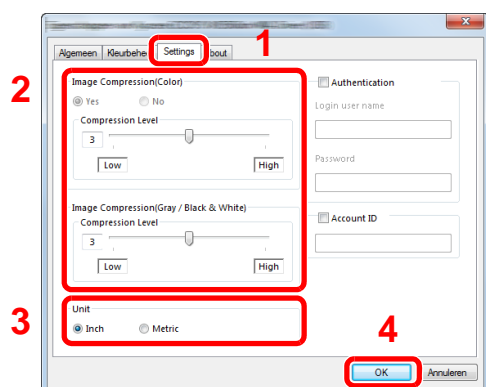 1
Algemeen Kleurbehee Settings bout
2
Image Compression(Color)
Yes No
Compression Level
3
Low High
Image Compression(Gray / Black & White)
Compression Level
3
Low High
Authentication
Login user name
Password
Account ID
3
Unit
Inch Metric
4
OK Annuleren